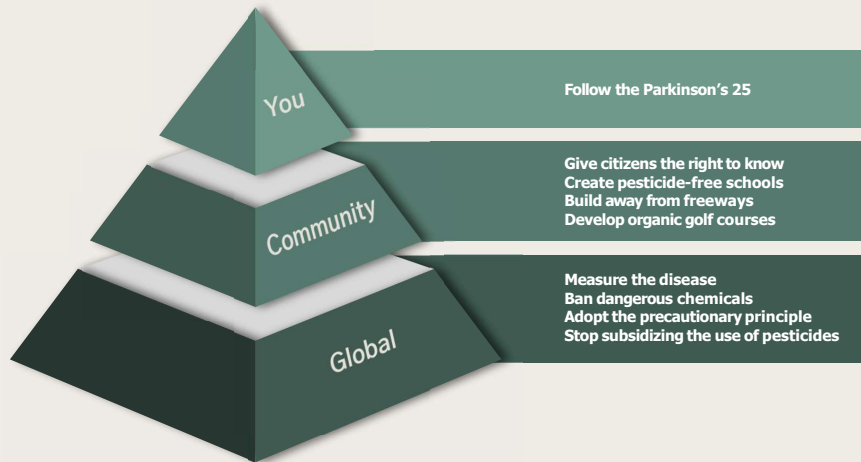 You
Follow the Parkinson's 25
Community
Give citizens the right to know
Create pesticide-free schools
Build away from freeways
Develop organic golf courses
Global
Measure the disease
Ban dangerous chemicals
Adopt the precautionary principle
Stop subsidizing the use of pesticides